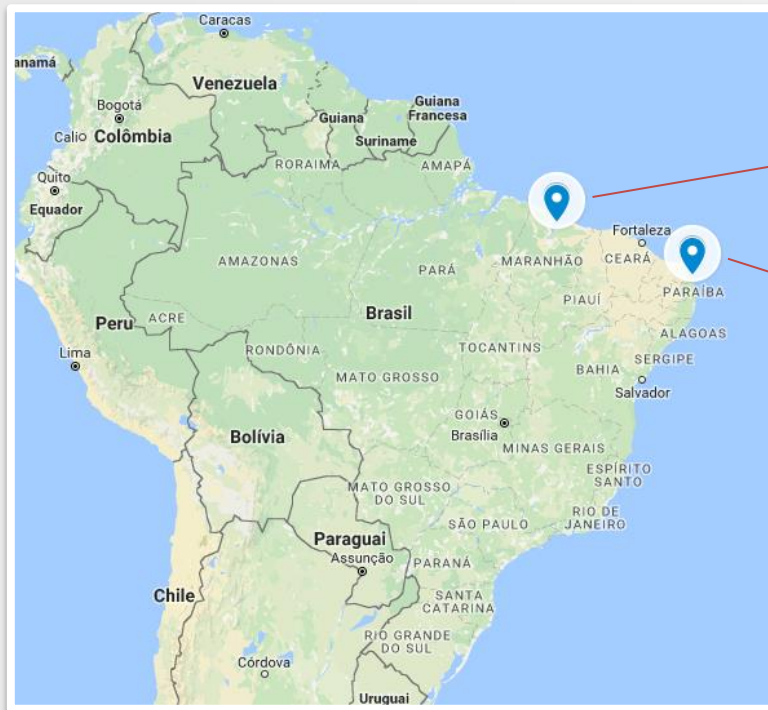 Caracas
anamá
Venezuela
Bogotá
Cali
Colômbia
Guiana
Guiana
Francesa
Suriname
RORAIMA
AMAPÁ
Quito
Equador
Fortaleza
AMAZONAS
PARÁ
MARANHÃO
CEARÁ
PIAUÍ
PARAÍBA
Brasil
Peru
ACRE
ALAGOAS
Lima
RONDÔNIA
TOCANTINS
SERGIPE
BAHIA
MATO GROSSO
Salvador
GOIÁS
Brasília
Bolívia
MINAS GERAIS
ESPÍRITO
SANTO
MATO GROSSO
DO SUL
SÃO PAULO
RIO DE
JANEIRO
Paraguai
Assunção
PARANÁ
Chile
SANTA
CATARINA
RIO GRANDE
DO SUL
Córdova
Uruguai